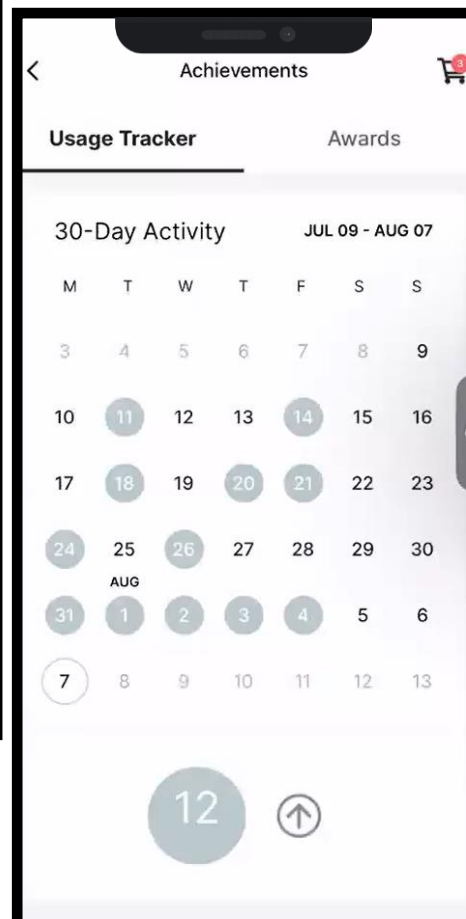 3
Achievements
Usage Tracker Awards
30-Day Activity JUL 09 - AUG 07
M T W T F S S
3 4 5 6 7 8 9
10 11 12 13 14 15 16
17 18 19 20 21 22 23
24 25 26 27 28 29 30
AUG
31 1 2 3 4 5 6
7 8 9 10 11 12 13
12